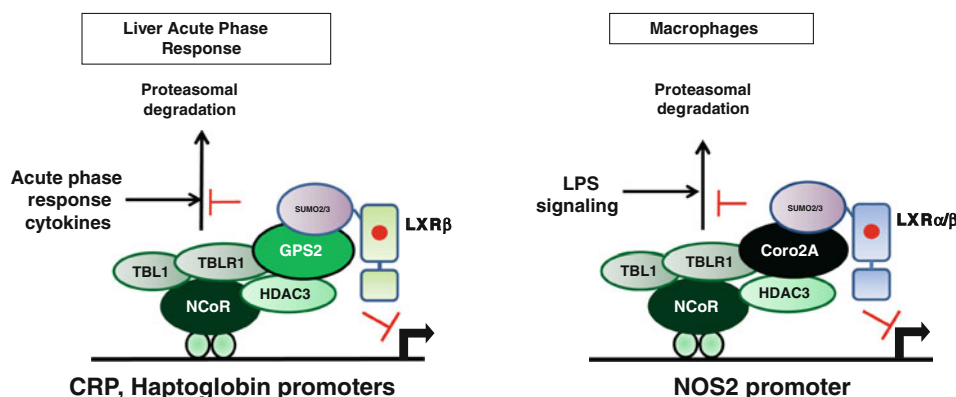 Liver Acute Phase
Response
Proteasomal
degradation
Acute phase
response
cytokines
SUMO2/3
LXRβ
GPS2
TBLR1
TBL1
HDAC3
NCoR
CRP, Haptoglobin promoters
Macrophages
Proteasomal
degradation
LPS
signaling
SUMO2/3
LXRα/β
Coro2A
TBLR1
TBL1
HDAC3
NCoR
NOS2 promoter